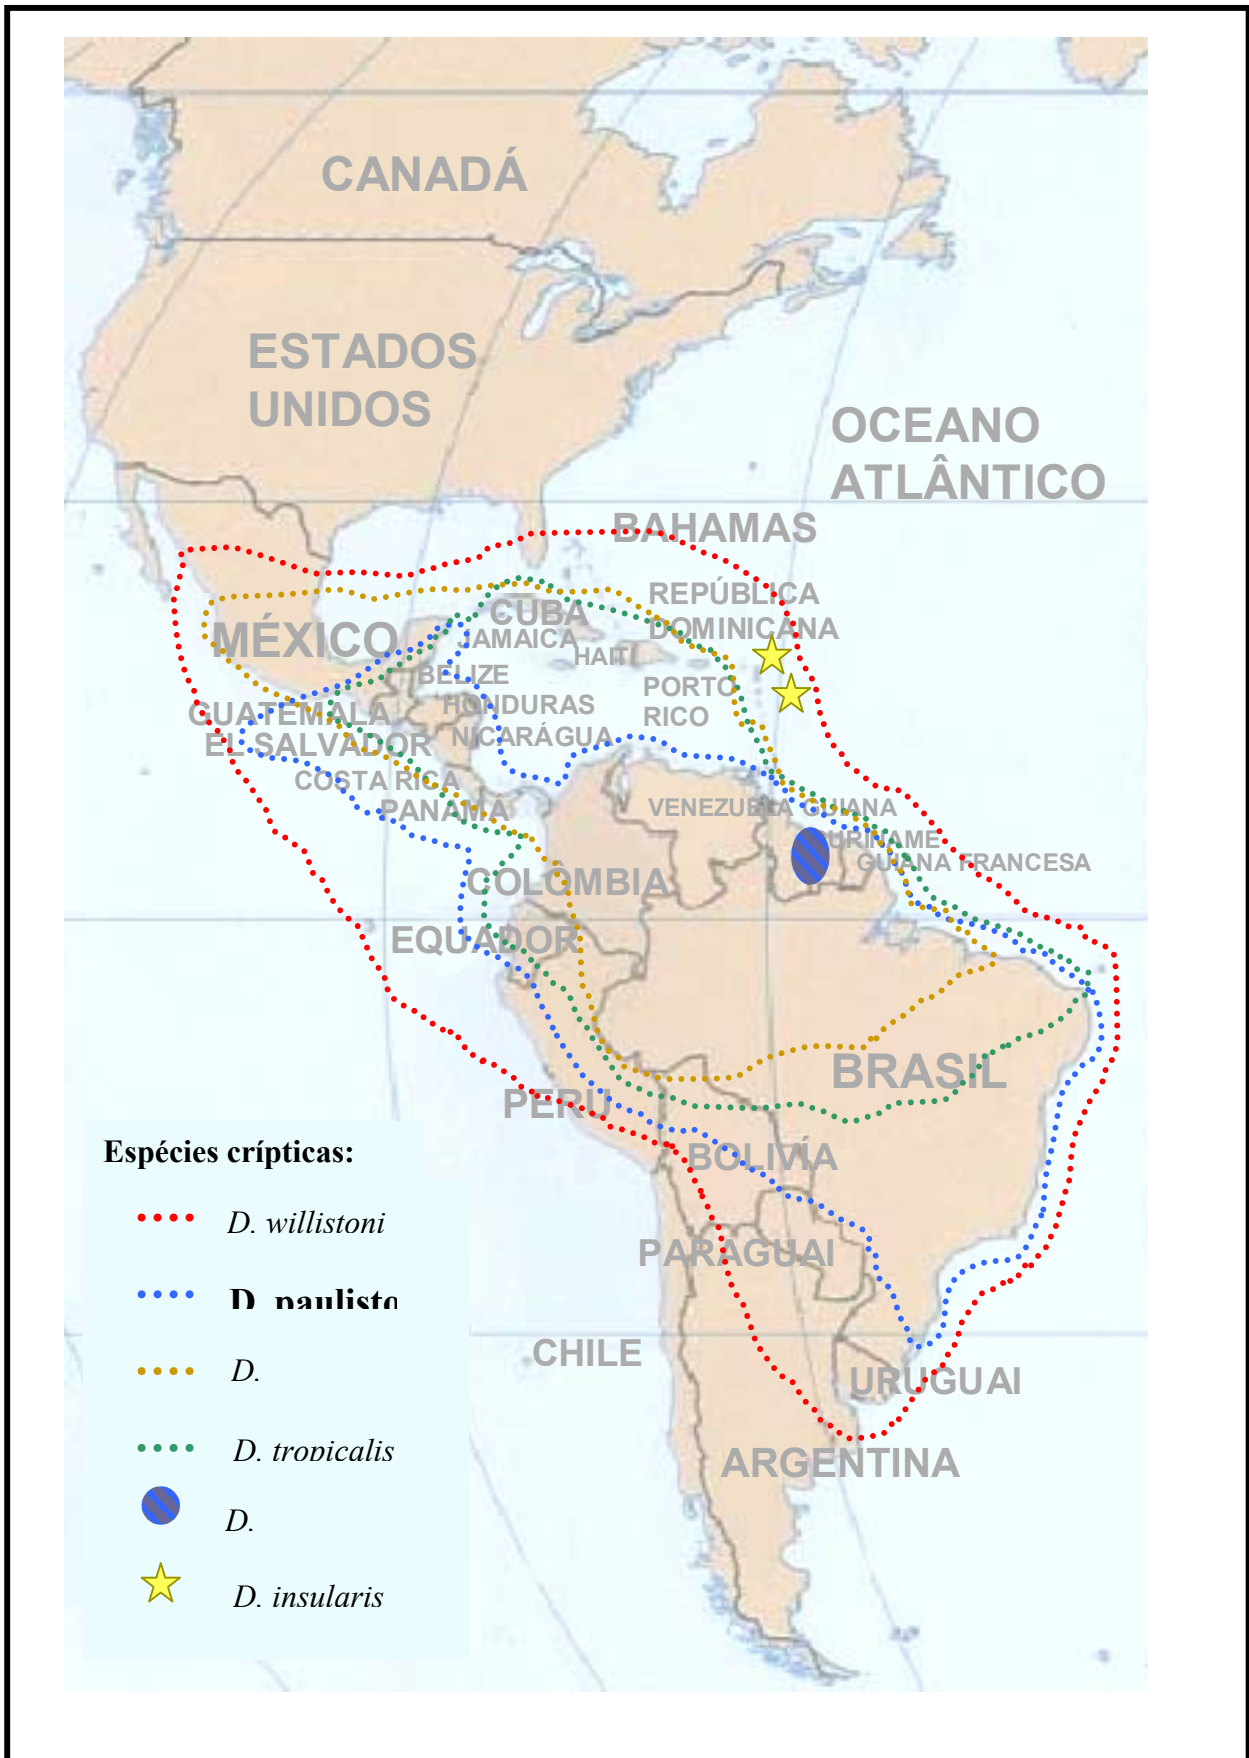 CANADÁ
ESTADOS
UNIDOS
OCEANO
ATLÂNTICO
BAHAMAS
REPÚBLICA
DOMINICANA
CUBA
MÉXICO
JAMAICA
HAITI
BELIZE
PORTO
RICO
HONDURAS
GUATEMALA
NICARÁGUA
EL SALVADOR
COSTA RICA
PANAMÁ
VENEZUELA
GUIANA
SURINAME
GUIANA FRANCESA
COLÔMBIA
EQUADOR
BRASIL
PERU
BOLIVÍA
PARAGUAI
CHILE
URUGUAI
ARGENTINA
Espécies crípticas:
D. willistoni
D. paulisto
D.
D. tropicalis
D.
D. insularis